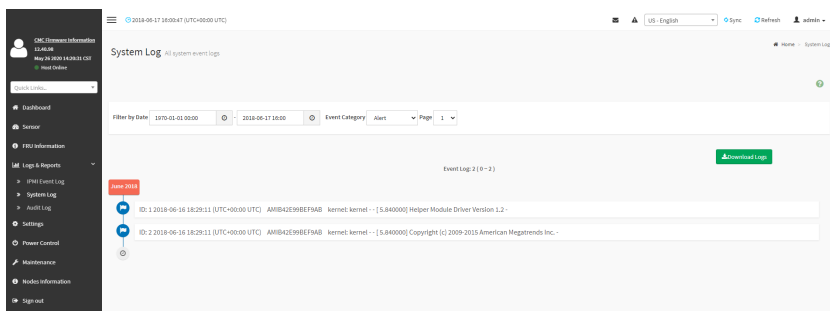 2018-06-17 16:00:47 (UTC+00:00 UTC)
US - English
Sync
Refresh
admin
CMC Firmware Information
13.40.98
May 26 2020 14:20:31 CST
Host Online
Quick Links...
Dashboard
Sensor
FRU Information
Logs & Reports
IPMI Event Log
System Log
Audit Log
Settings
Power Control
Maintenance
Nodes Information
Sign out
System Log All system event logs
Home > System Log
Filter by Date 1970-01-01 00:00 - 2018-06-17 16:00 Event Category Alert Page 1
Event Log: 2 ( 0 ~ 2 )
Download Logs
June 2018
ID: 1 2018-06-16 18:29:11 (UTC+00:00 UTC) AMIB42E99BEF9AB kernel: kernel - - [ 5.840000] Helper Module Driver Version 1.2 -
ID: 2 2018-06-16 18:29:11 (UTC+00:00 UTC) AMIB42E99BEF9AB kernel: kernel - - [ 5.840000] Copyright (c) 2009-2015 American Megatrends Inc. -